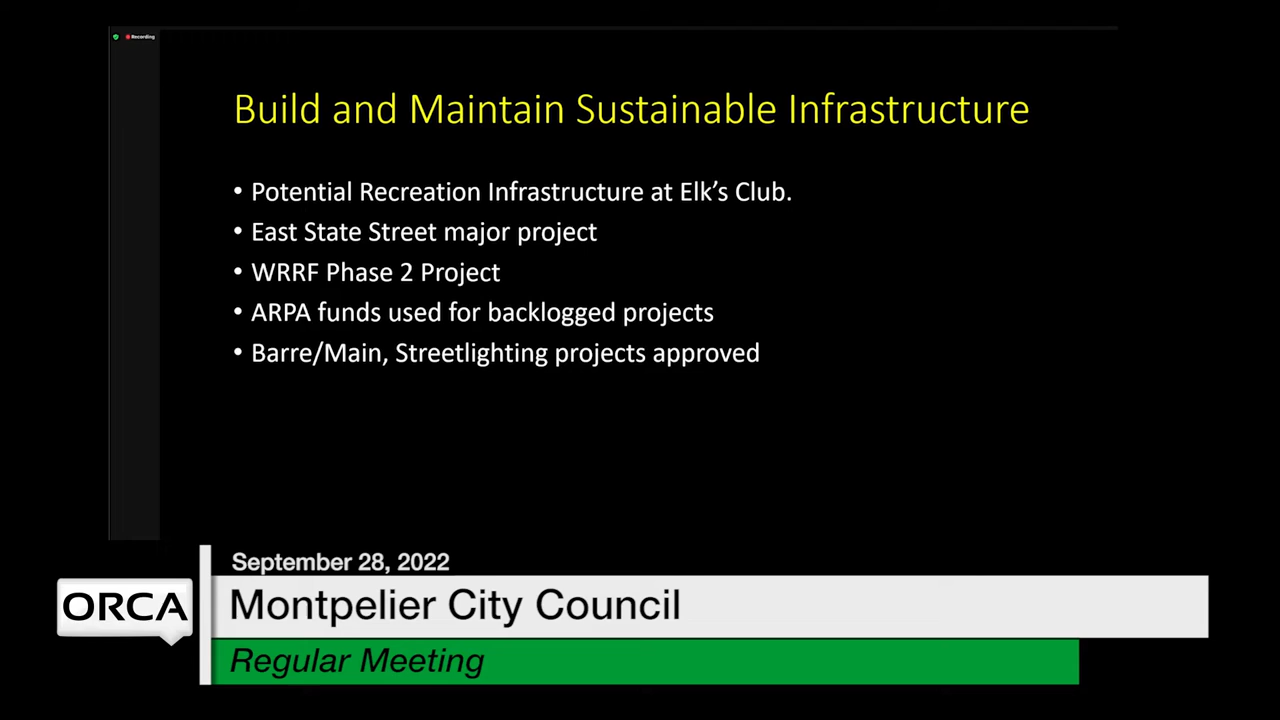 Recording
Build and Maintain Sustainable Infrastructure
• Potential Recreation Infrastructure at Elk's Club.
• East State Street major project
• WRRF Phase 2 Project
• ARPA funds used for backlogged projects
• Barre/Main, Streetlighting projects approved
September 28, 2022
ORCA
Montpelier City Council
Regular Meeting